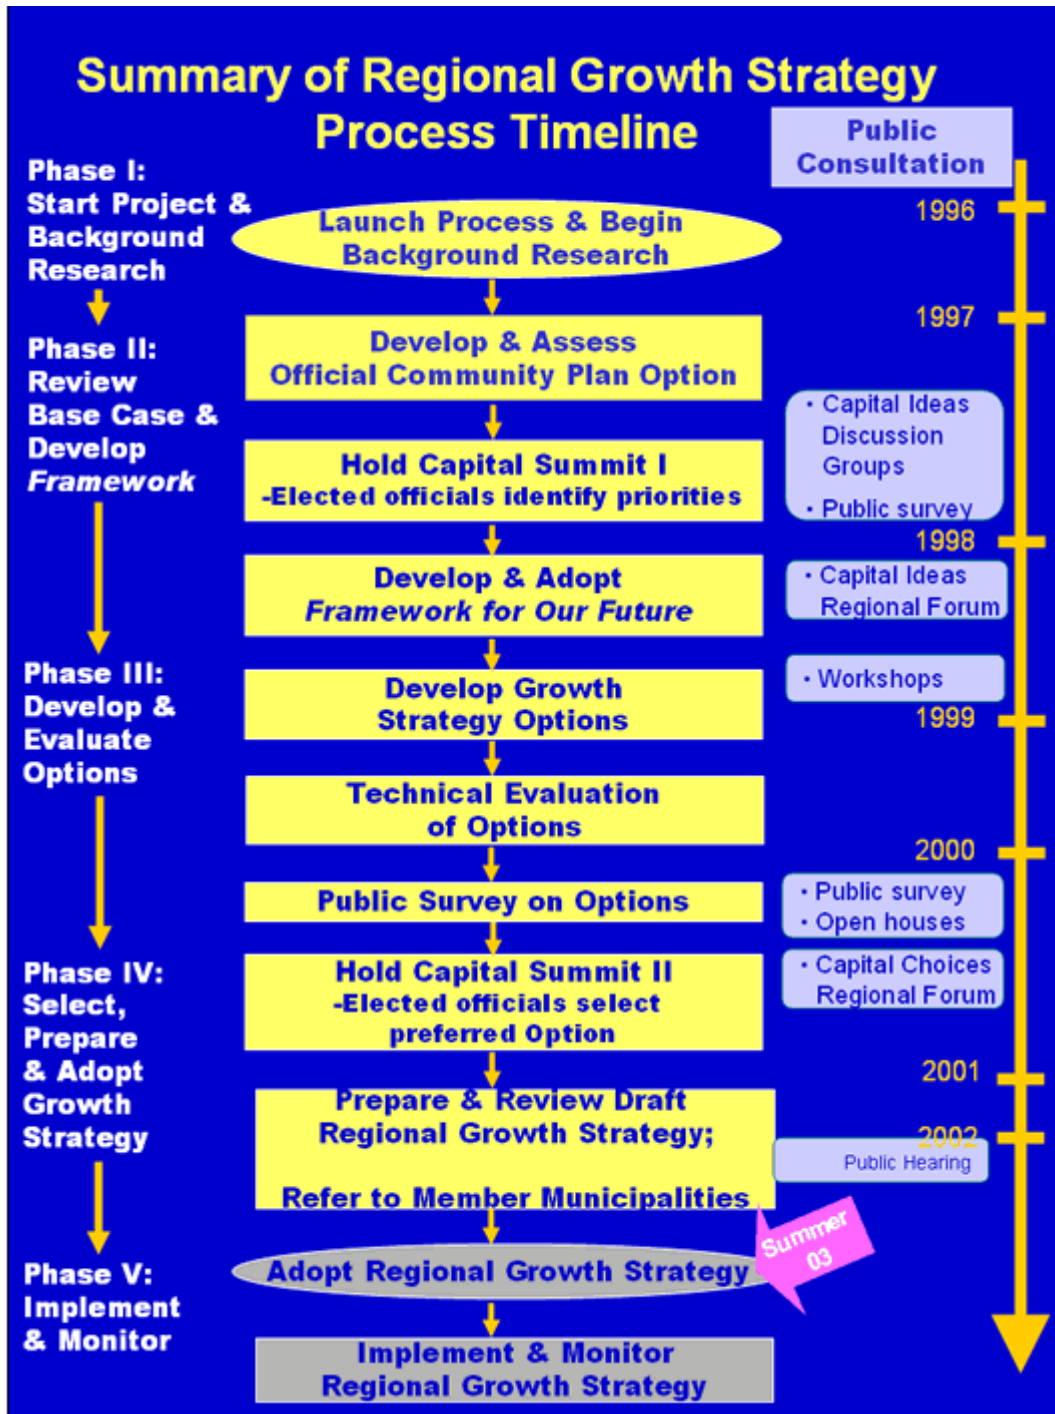 Summary of Regional Growth Strategy
Process Timeline
Public
Consultation
Phase I:
Start Project &
Background
Research
Phase II:
Review
Base Case &
Develop
Framework
Phase III:
Develop &
Evaluate
Options
Phase IV:
Select,
Prepare
& Adopt
Growth
Strategy
Phase V:
Implement
& Monitor
Launch Process & Begin
Background Research
Develop & Assess
Official Community Plan Option
Hold Capital Summit I
-Elected officials identify priorities
Develop & Adopt
Framework for Our Future
Develop Growth
Strategy Options
Technical Evaluation
of Options
Public Survey on Options
Hold Capital Summit II
-Elected officials select
preferred Option
Prepare & Review Draft
Regional Growth Strategy;
Refer to Member Municipalities
Adopt Regional Growth Strategy
Summer
03
Implement & Monitor
Regional Growth Strategy
1996
1997
• Capital Ideas
Discussion
Groups
• Public survey
1998
• Capital Ideas
Regional Forum
• Workshops
1999
2000
• Public survey
• Open houses
• Capital Choices
Regional Forum
2001
2002
Public Hearing